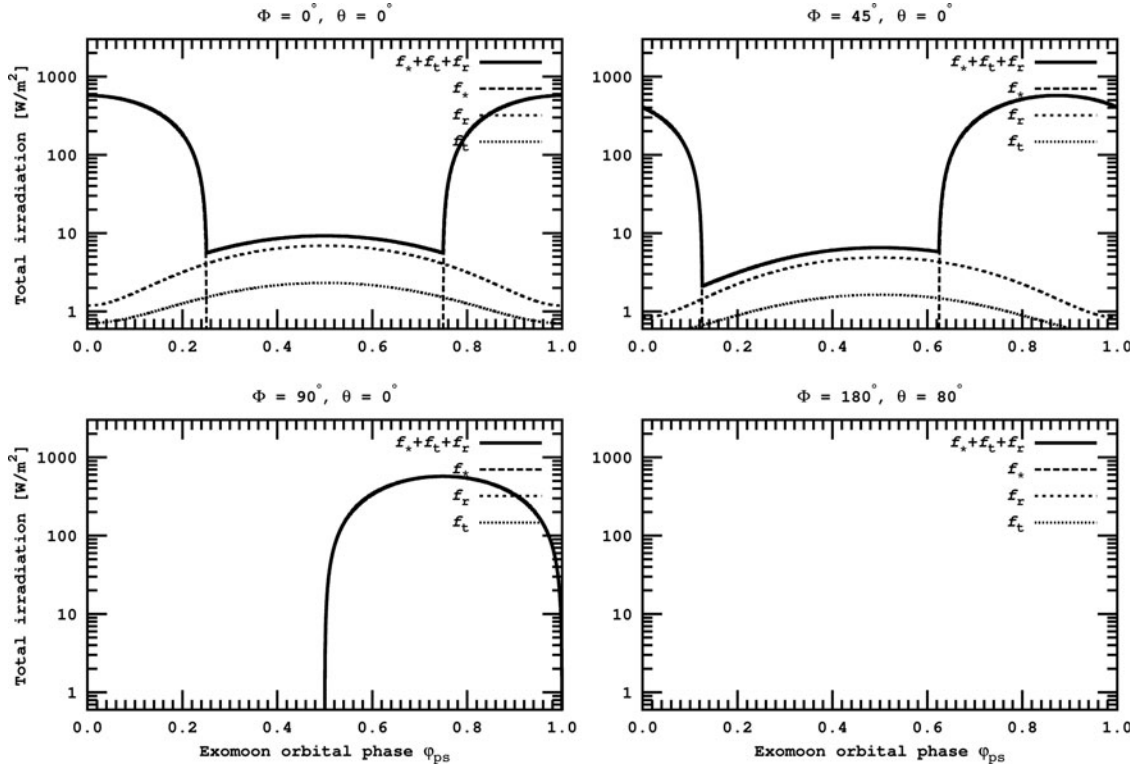 Φ = 0°, θ = 0°
Total irradiation [W/m²]
1000
100
10
1
f⋆+fₜ+fᵣ
f⋆
fᵣ
fₜ
0.0 0.2 0.4 0.6 0.8 1.0
Φ = 45°, θ = 0°
1000
100
10
1
f⋆+fₜ+fᵣ
f⋆
fᵣ
fₜ
0.0 0.2 0.4 0.6 0.8 1.0
Φ = 90°, θ = 0°
Total irradiation [W/m²]
1000
100
10
1
f⋆+fₜ+fᵣ
f⋆
fᵣ
fₜ
0.0 0.2 0.4 0.6 0.8 1.0
Exomoon orbital phase φps
Φ = 180°, θ = 80°
1000
100
10
1
f⋆+fₜ+fᵣ
f⋆
fᵣ
fₜ
0.0 0.2 0.4 0.6 0.8 1.0
Exomoon orbital phase φps